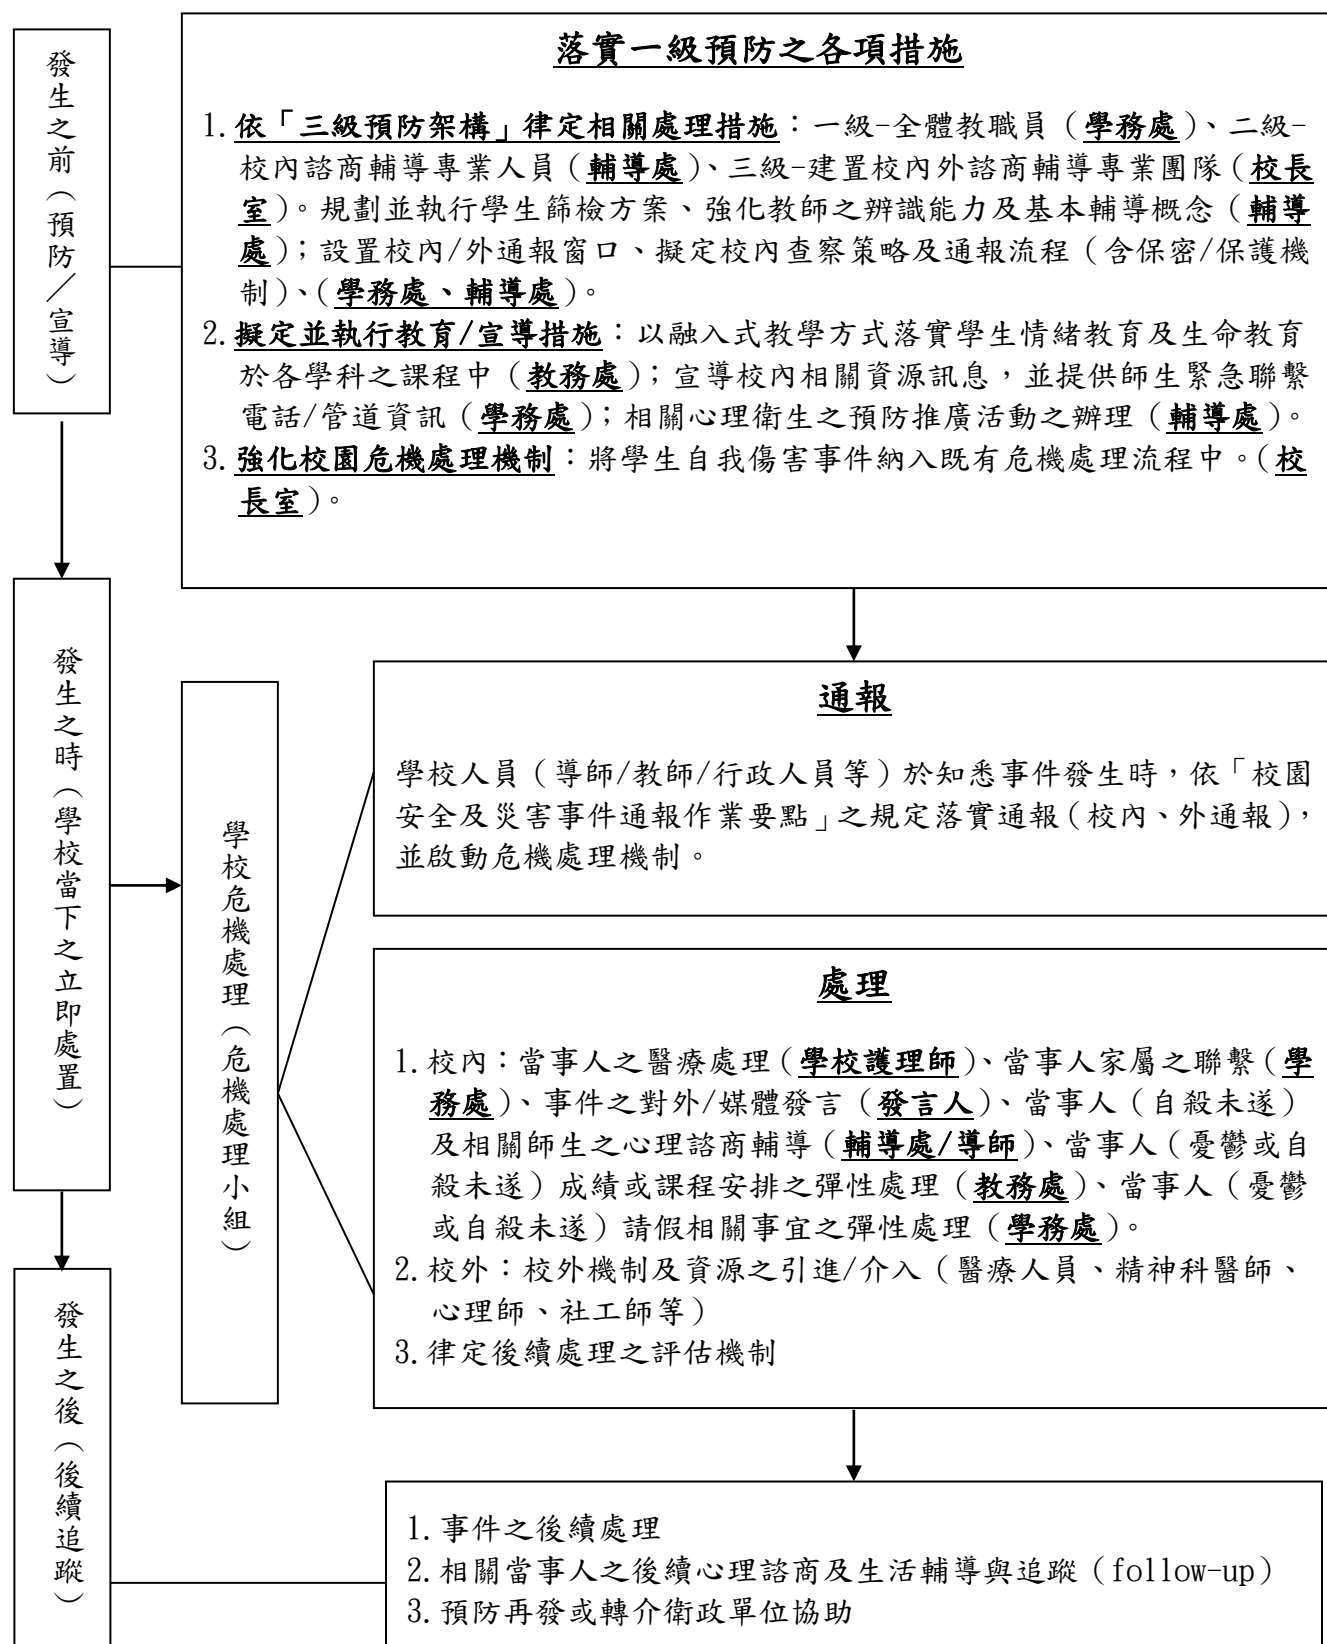 發生之前（預防／宣導）
落實一級預防之各項措施
1.依「三級預防架構」律定相關處理措施：一級-全體教職員（學務處）、二級-
校內諮商輔導專業人員（輔導處）、三級-建置校內外諮商輔導專業團隊（校長
室）。規劃並執行學生篩檢方案、強化教師之辨識能力及基本輔導概念（輔導
處）；設置校內/外通報窗口、擬定校內查察策略及通報流程（含保密/保護機
制）、（學務處、輔導處）。
2.擬定並執行教育/宣導措施：以融入式教學方式落實學生情緒教育及生命教育
於各學科之課程中（教務處）；宣導校內相關資源訊息，並提供師生緊急聯繫
電話/管道資訊（學務處）；相關心理衛生之預防推廣活動之辦理（輔導處）。
3.強化校園危機處理機制：將學生自我傷害事件納入既有危機處理流程中。（校
長室）。
發生之時（學校當下之立即處置）
學校危機處理（危機處理小組）
通報
學校人員（導師/教師/行政人員等）於知悉事件發生時，依「校園
安全及災害事件通報作業要點」之規定落實通報（校內、外通報），
並啟動危機處理機制。
處理
1.校內：當事人之醫療處理（學校護理師）、當事人家屬之聯繫（學
務處）、事件之對外/媒體發言（發言人）、當事人（自殺未遂）
及相關師生之心理諮商輔導（輔導處/導師）、當事人（憂鬱或自
殺未遂）成績或課程安排之彈性處理（教務處）、當事人（憂鬱
或自殺未遂）請假相關事宜之彈性處理（學務處）。
2.校外：校外機制及資源之引進/介入（醫療人員、精神科醫師、
心理師、社工師等）
3.律定後續處理之評估機制
發生之後（後續追蹤）
1.事件之後續處理
2.相關當事人之後續心理諮商及生活輔導與追蹤（follow-up）
3.預防再發或轉介衛政單位協助